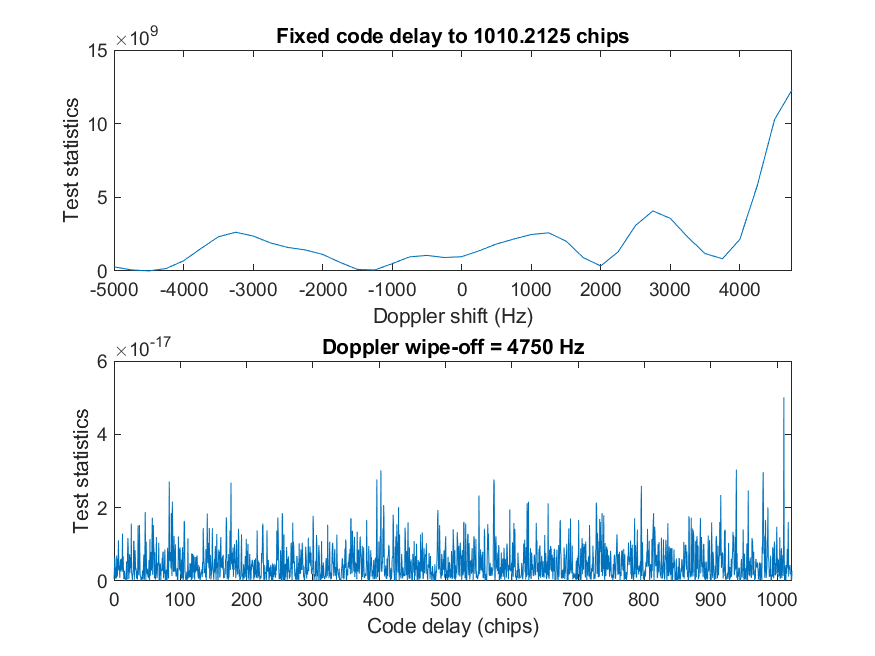 ×10^9
Fixed code delay to 1010.2125 chips
15
10
5
0
Test statistics
-5000 -4000 -3000 -2000 -1000 0 1000 2000 3000 4000
Doppler shift (Hz)
×10^-17
Doppler wipe-off = 4750 Hz
6
4
2
0
Test statistics
0 100 200 300 400 500 600 700 800 900 1000
Code delay (chips)